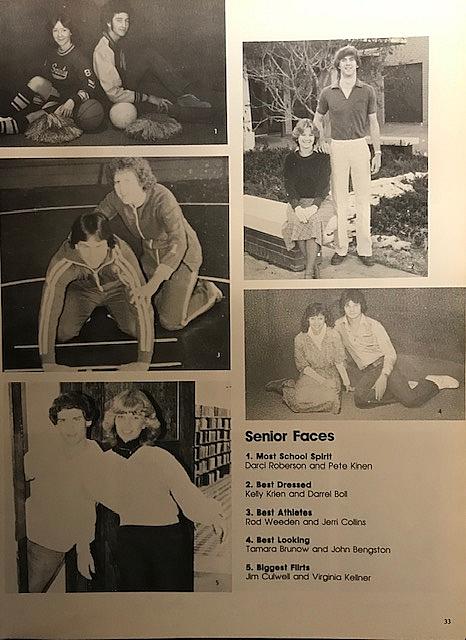 1
3
4
5
Senior Faces
1. Most School Spirit
Darci Roberson and Pete Kinen
2. Best Dressed
Kelly Krien and Darrel Boll
3. Best Athletes
Rod Weeden and Jerri Collins
4. Best Looking
Tamara Brunow and John Bengston
5. Biggest Flirts
Jim Culwell and Virginia Kellner
33